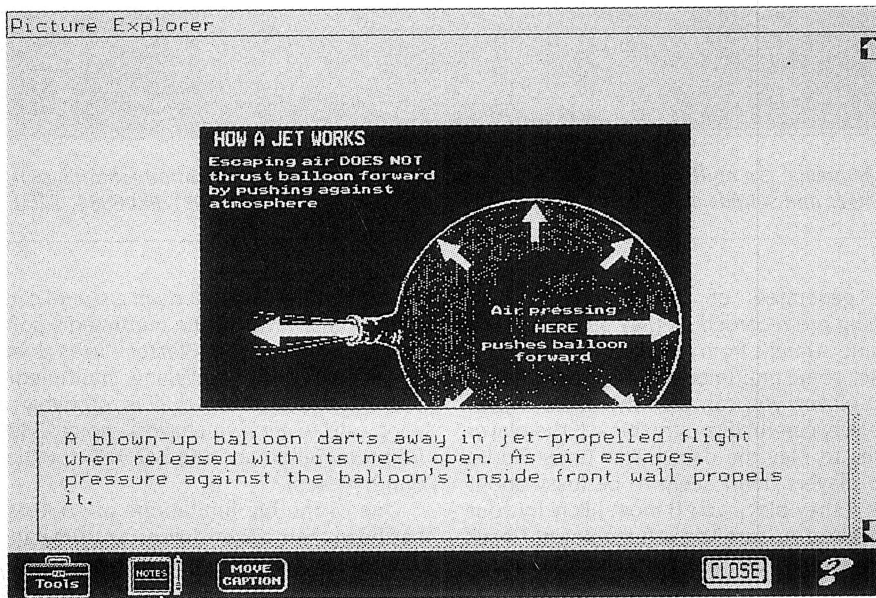 Picture Explorer
HOW A JET WORKS
Escaping air DOES NOT
thrust balloon forward
by pushing against
atmosphere
Air pressing
HERE
pushes balloon
forward
A blown-up balloon darts away in jet-propelled flight
when released with its neck open. As air escapes,
pressure against the balloon's inside front wall propels
it.
Tools
NOTES
MOVE
CAPTION
CLOSE
?